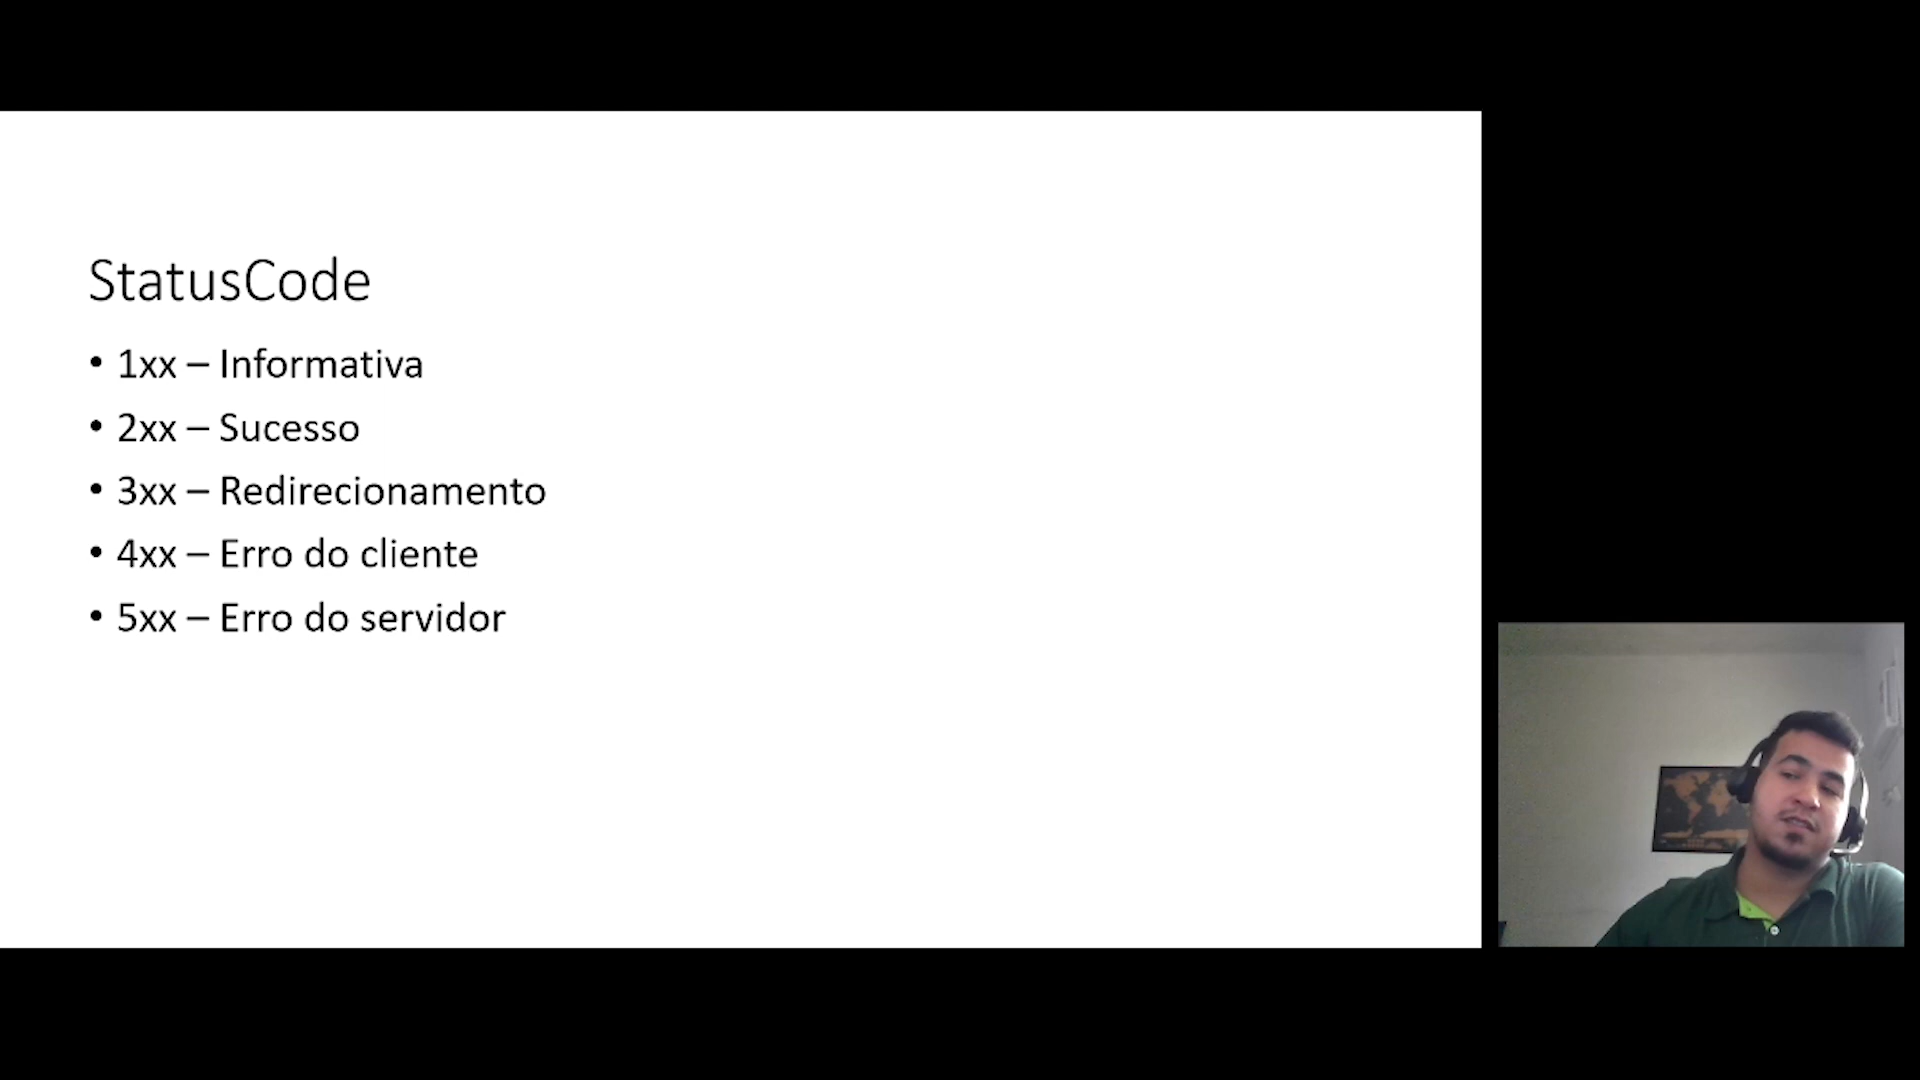 StatusCode
• 1xx – Informativa
• 2xx – Sucesso
• 3xx – Redirecionamento
• 4xx – Erro do cliente
• 5xx – Erro do servidor